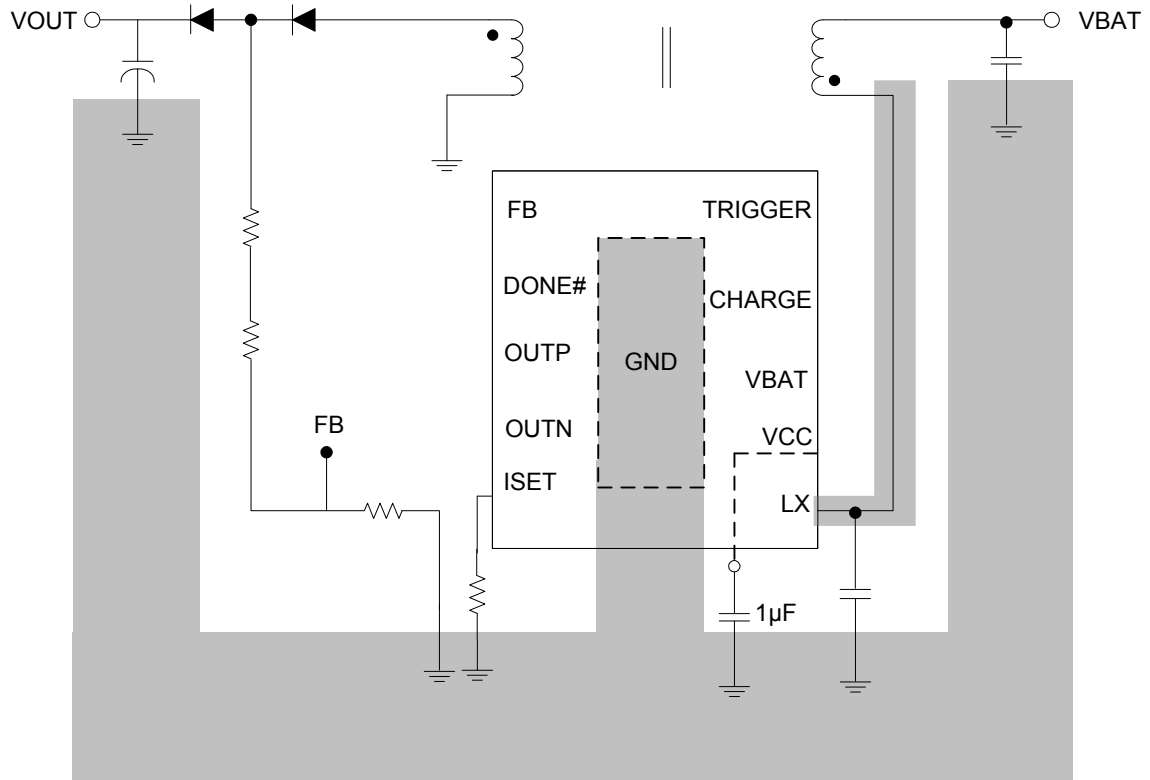 VOUT
VBAT
FB
TRIGGER
DONE#
CHARGE
OUTP
GND
VBAT
FB
OUTN
VCC
ISET
LX
1µF